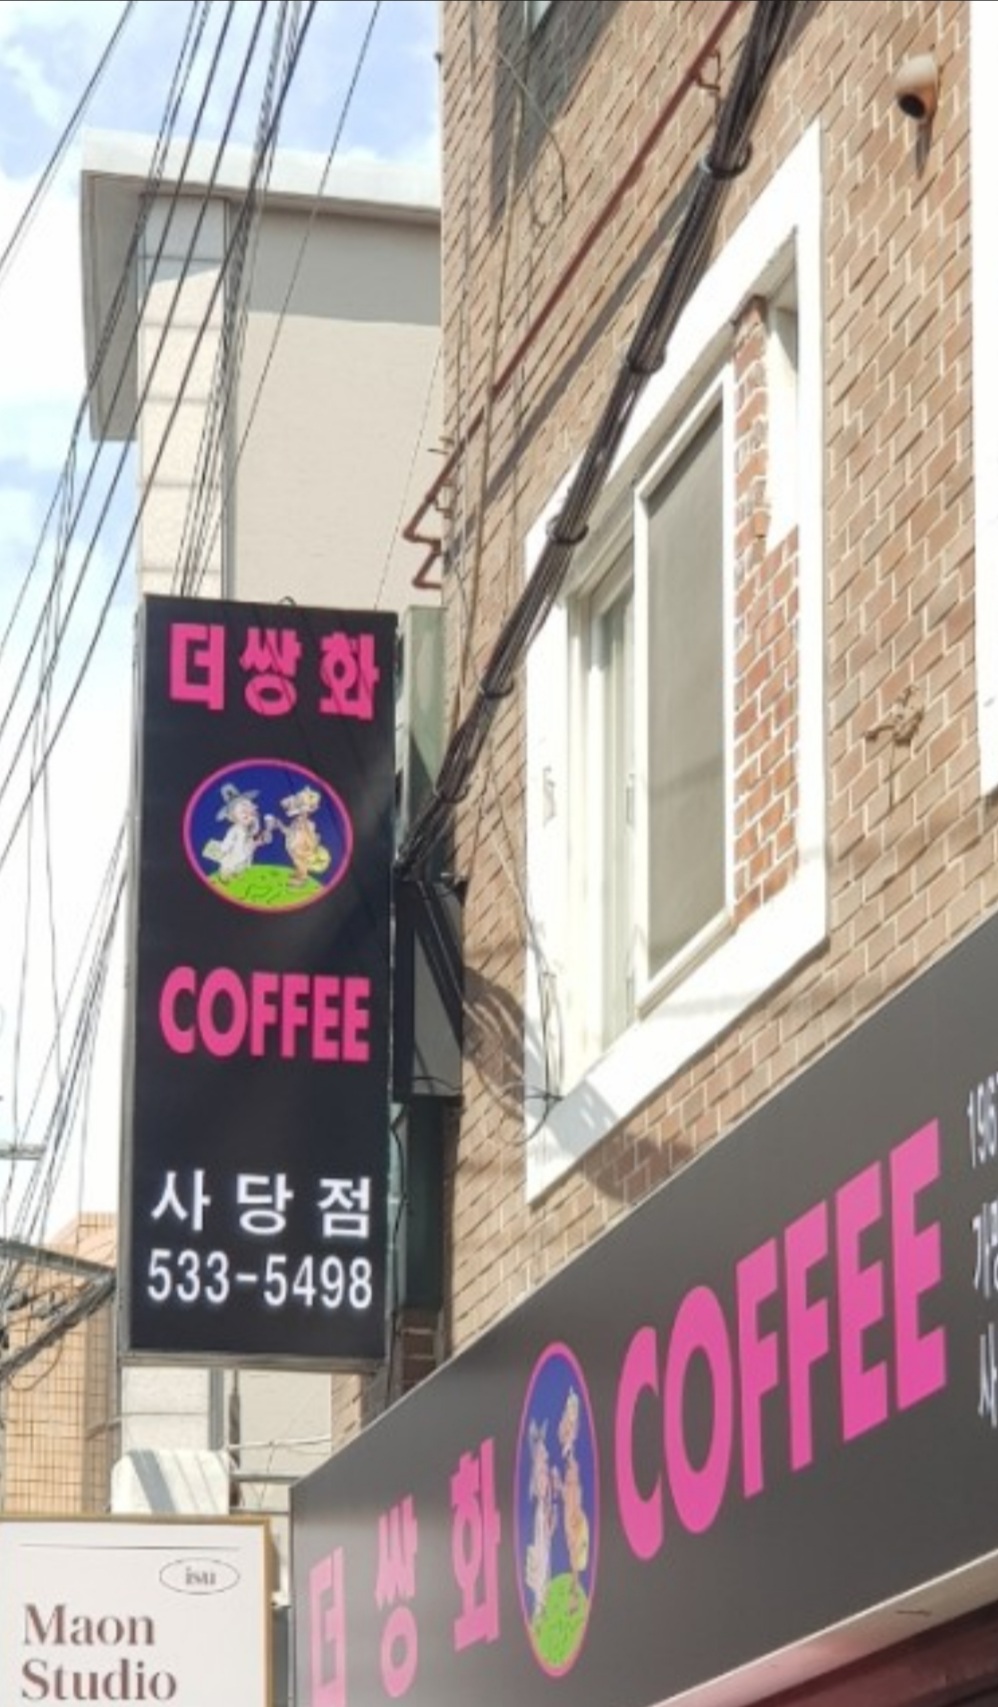 더쌍화
COFFEE
사당점
533-5498
더쌍화 COFFEE
isu
Maon
Studio